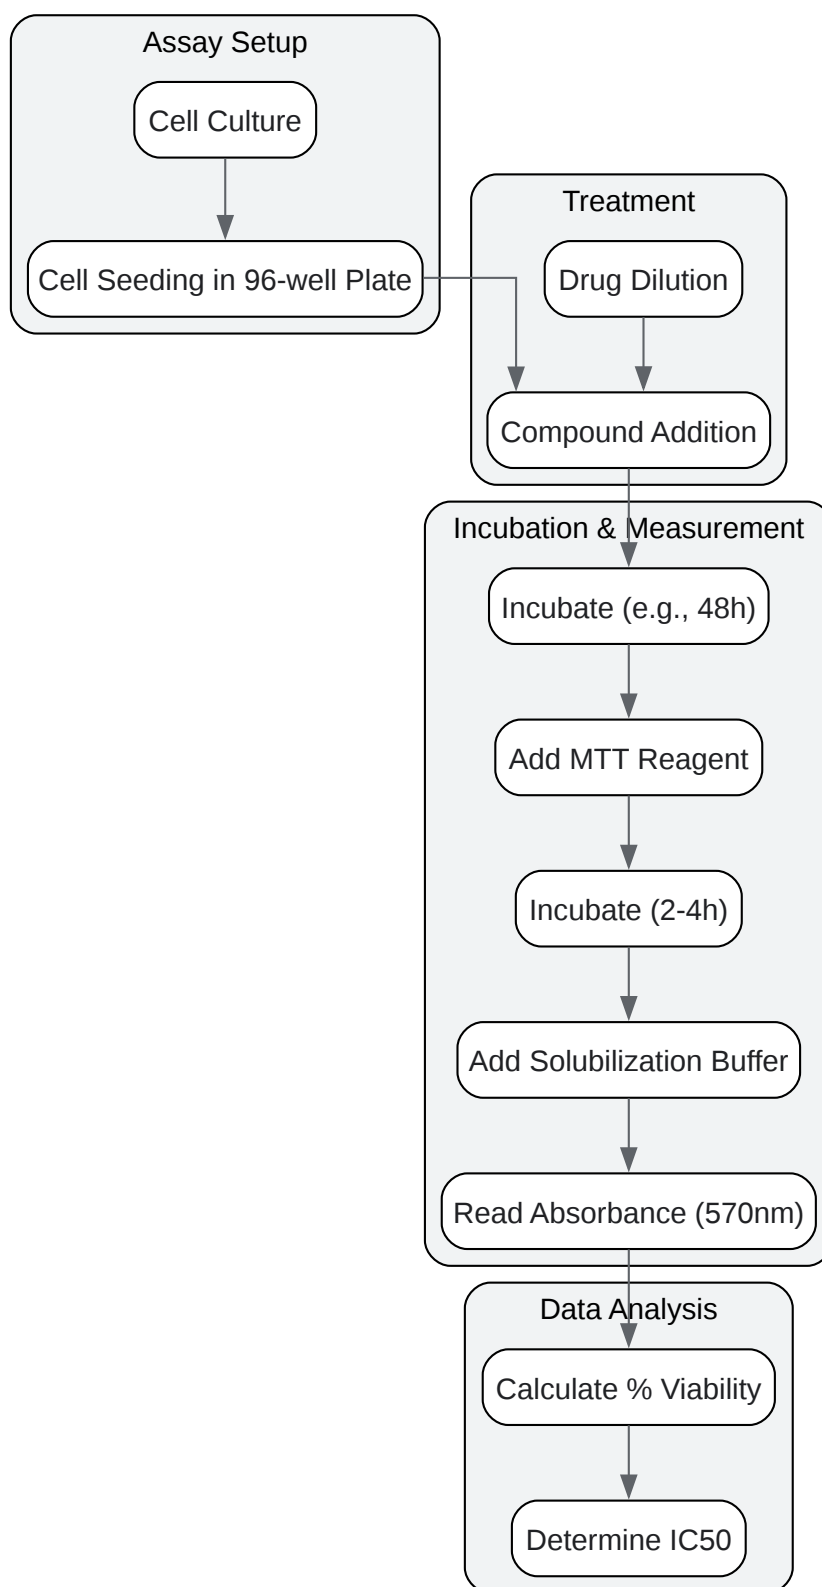 Assay Setup
Cell Culture
Cell Seeding in 96-well Plate
Treatment
Drug Dilution
Compound Addition
Incubation & Measurement
Incubate (e.g., 48h)
Add MTT Reagent
Incubate (2-4h)
Add Solubilization Buffer
Read Absorbance (570nm)
Data Analysis
Calculate % Viability
Determine IC50